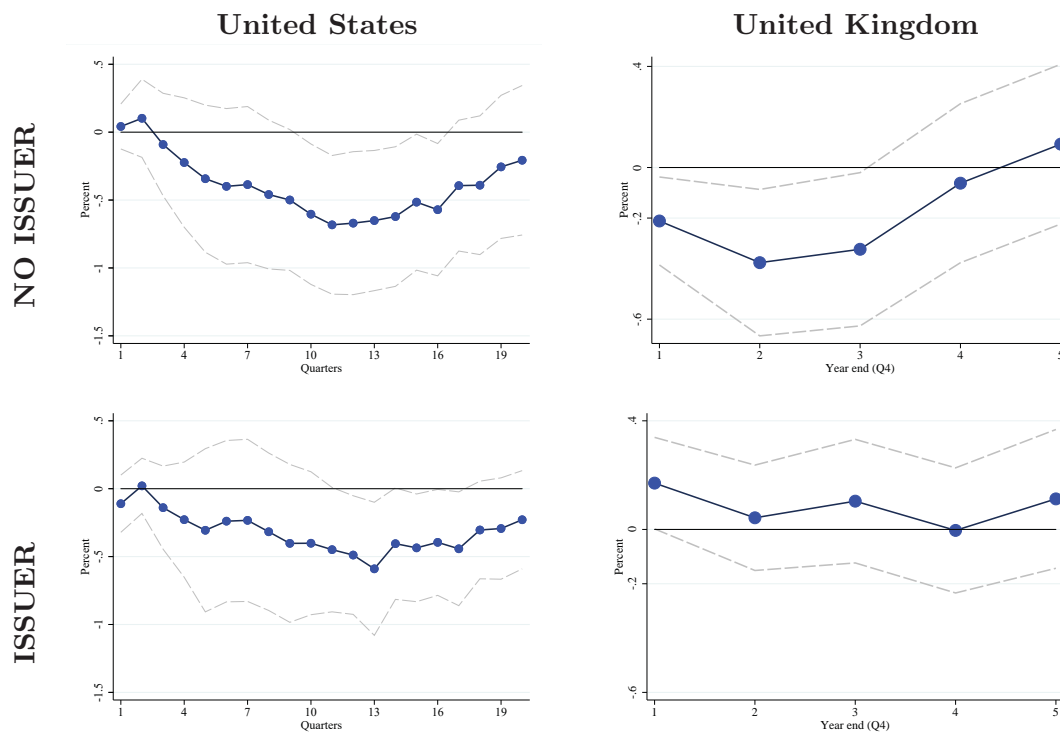 United States
United Kingdom
NO ISSUER
Percent
.5
0
-.5
-1
-1.5
1 4 7 10 13 16 19
Quarters
Percent
.4
0
-.2
-.6
1 2 3 4 5
Year end (Q4)
ISSUER
Percent
.5
0
-.5
-1
-1.5
1 4 7 10 13 16 19
Quarters
Percent
.4
0
-.2
-.6
1 2 3 4 5
Year end (Q4)